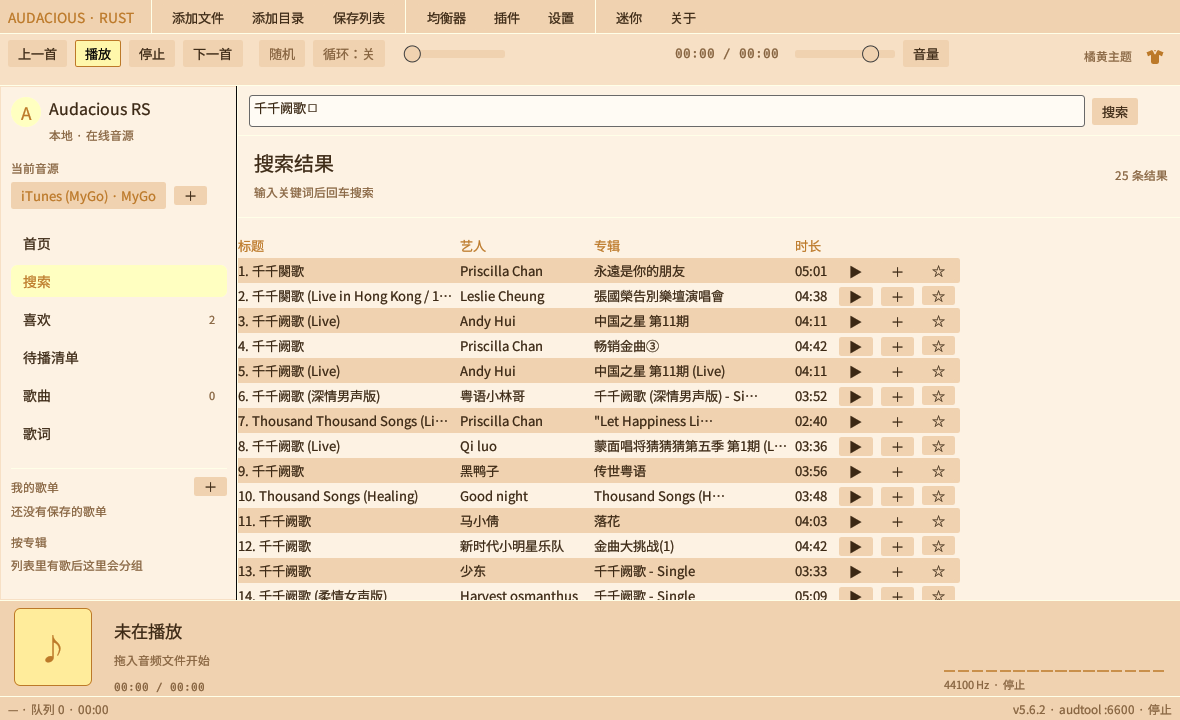 AUDACIOUS · RUST 添加文件 添加目录 保存列表 均衡器 插件 设置 迷你 关于
上一首 播放 停止 下一首 随机 循环：关 00:00 / 00:00 音量 橘黄主题
A Audacious RS
本地 · 在线音源
当前音源
iTunes (MyGo) · MyGo +
首页
搜索
喜欢 2
待播清单
歌曲 0
歌词
我的歌单 +
还没有保存的歌单
按专辑
列表里有歌后这里会分组
千千阙歌 搜索
搜索结果
输入关键词后回车搜索
25 条结果
标题 艺人 专辑 时长
1. 千千闋歌 Priscilla Chan 永遠是你的朋友 05:01 ▶ + ☆
2. 千千闋歌 (Live in Hong Kong / 1… Leslie Cheung 張國榮告別樂壇演唱會 04:38 ▶ + ☆
3. 千千阙歌 (Live) Andy Hui 中国之星 第11期 04:11 ▶ + ☆
4. 千千阙歌 Priscilla Chan 畅销金曲③ 04:42 ▶ + ☆
5. 千千阙歌 (Live) Andy Hui 中国之星 第11期 (Live) 04:11 ▶ + ☆
6. 千千阙歌 (深情男声版) 粤语小林哥 千千阙歌 (深情男声版) - Si… 03:52 ▶ + ☆
7. Thousand Thousand Songs (Li… Priscilla Chan "Let Happiness Li… 02:40 ▶ + ☆
8. 千千阙歌 (Live) Qi luo 蒙面唱将猜猜猜第五季 第1期 (L… 03:36 ▶ + ☆
9. 千千阙歌 黑鸭子 传世粤语 03:56 ▶ + ☆
10. Thousand Songs (Healing) Good night Thousand Songs (H… 03:48 ▶ + ☆
11. 千千阙歌 马小倩 落花 04:03 ▶ + ☆
12. 千千阙歌 新时代小明星乐队 金曲大挑战(1) 04:42 ▶ + ☆
13. 千千阙歌 少东 千千阙歌 - Single 03:33 ▶ + ☆
14. 千千阙歌 (柔情女声版) Harvest osmanthus 千千阙歌 - Single 05:09 ▶ + ☆
未在播放
拖入音频文件开始
00:00 / 00:00
44100 Hz · 停止
— · 队列 0 · 00:00 v5.6.2 · audtool :6600 · 停止